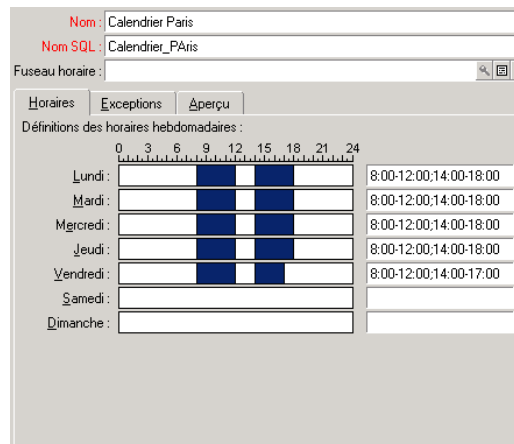 Nom : Calendrier Paris
Nom SQL : Calendrier_PAris
Fuseau horaire :
Horaires Exceptions Aperçu
Définitions des horaires hebdomadaires :
0 3 6 9 12 15 18 21 24
Lundi : 8:00-12:00;14:00-18:00
Mardi : 8:00-12:00;14:00-18:00
Mercredi : 8:00-12:00;14:00-18:00
Jeudi : 8:00-12:00;14:00-18:00
Vendredi : 8:00-12:00;14:00-17:00
Samedi :
Dimanche :